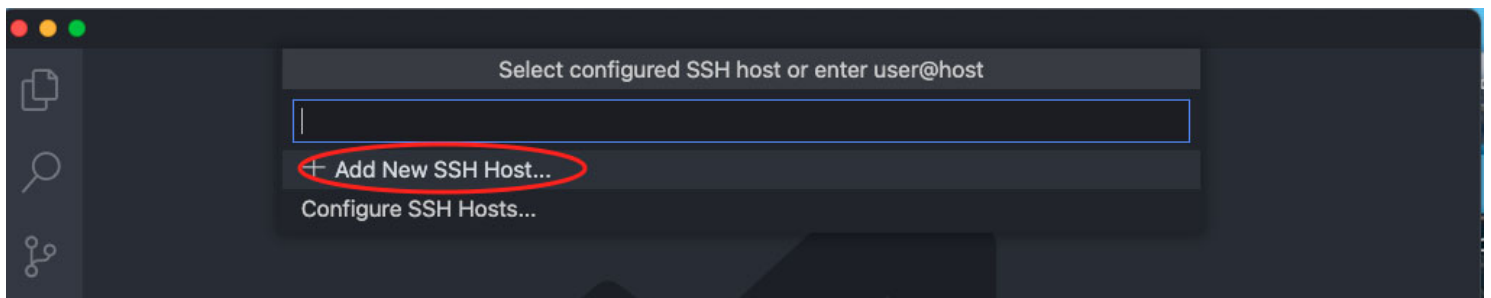 Select configured SSH host or enter user@host
+ Add New SSH Host...
Configure SSH Hosts...